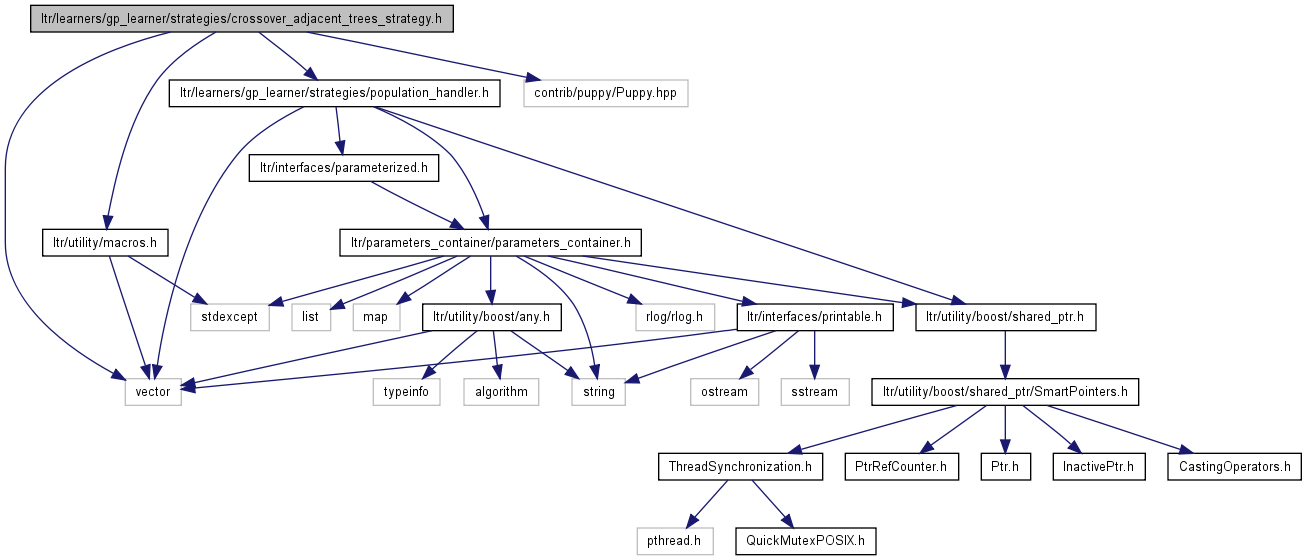 ltr/learners/gp_learner/strategies/crossover_adjacent_trees_strategy.h
ltr/learners/gp_learner/strategies/population_handler.h
contrib/puppy/Puppy.hpp
ltr/interfaces/parameterized.h
ltr/utility/macros.h
ltr/parameters_container/parameters_container.h
stdexcept
list
map
ltr/utility/boost/any.h
rlog/rlog.h
ltr/interfaces/printable.h
ltr/utility/boost/shared_ptr.h
vector
typeinfo
algorithm
string
ostream
sstream
ltr/utility/boost/shared_ptr/SmartPointers.h
ThreadSynchronization.h
PtrRefCounter.h
Ptr.h
InactivePtr.h
CastingOperators.h
pthread.h
QuickMutexPOSIX.h